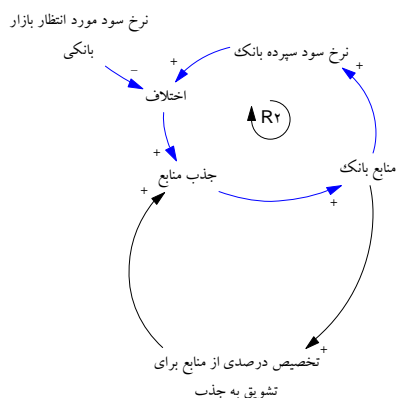 نرخ سود مورد انتظار بازار
بانکی
نرخ سود سپرده بانک
+
+
–
اختلاف
R۲
+
جذب منابع
منابع بانک
+
+
+
تخصیص درصدی از منابع برای
تشویق به جذب